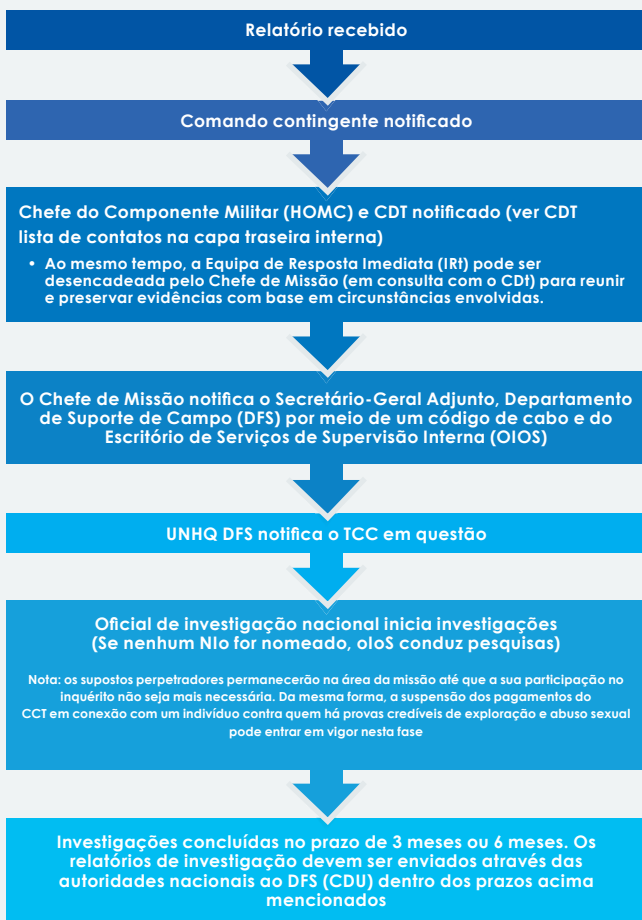 Relatório recebido
Comando contingente notificado
Chefe do Componente Militar (HOMC) e CDT notificado (ver CDT
lista de contatos na capa traseira interna)
• Ao mesmo tempo, a Equipa de Resposta Imediata (IRt) pode ser
desencadeada pelo Chefe de Missão (em consulta com o CDt) para reunir
e preservar evidências com base em circunstâncias envolvidas.
O Chefe de Missão notifica o Secretário-Geral Adjunto, Departamento
de Suporte de Campo (DFS) por meio de um código de cabo e do
Escritório de Serviços de Supervisão Interna (OIOS)
UNHQ DFS notifica o TCC em questão
Oficial de investigação nacional inicia investigações
(Se nenhum NIo for nomeado, oIoS conduz pesquisas)
Nota: os supostos perpetradores permanecerão na área da missão até que a sua participação no
inquérito não seja mais necessária. Da mesma forma, a suspensão dos pagamentos do
CCT em conexão com um indivíduo contra quem há provas credíveis de exploração e abuso sexual
pode entrar em vigor nesta fase
Investigações concluídas no prazo de 3 meses ou 6 meses. Os
relatórios de investigação devem ser enviados através das
autoridades nacionais ao DFS (CDU) dentro dos prazos acima
mencionados